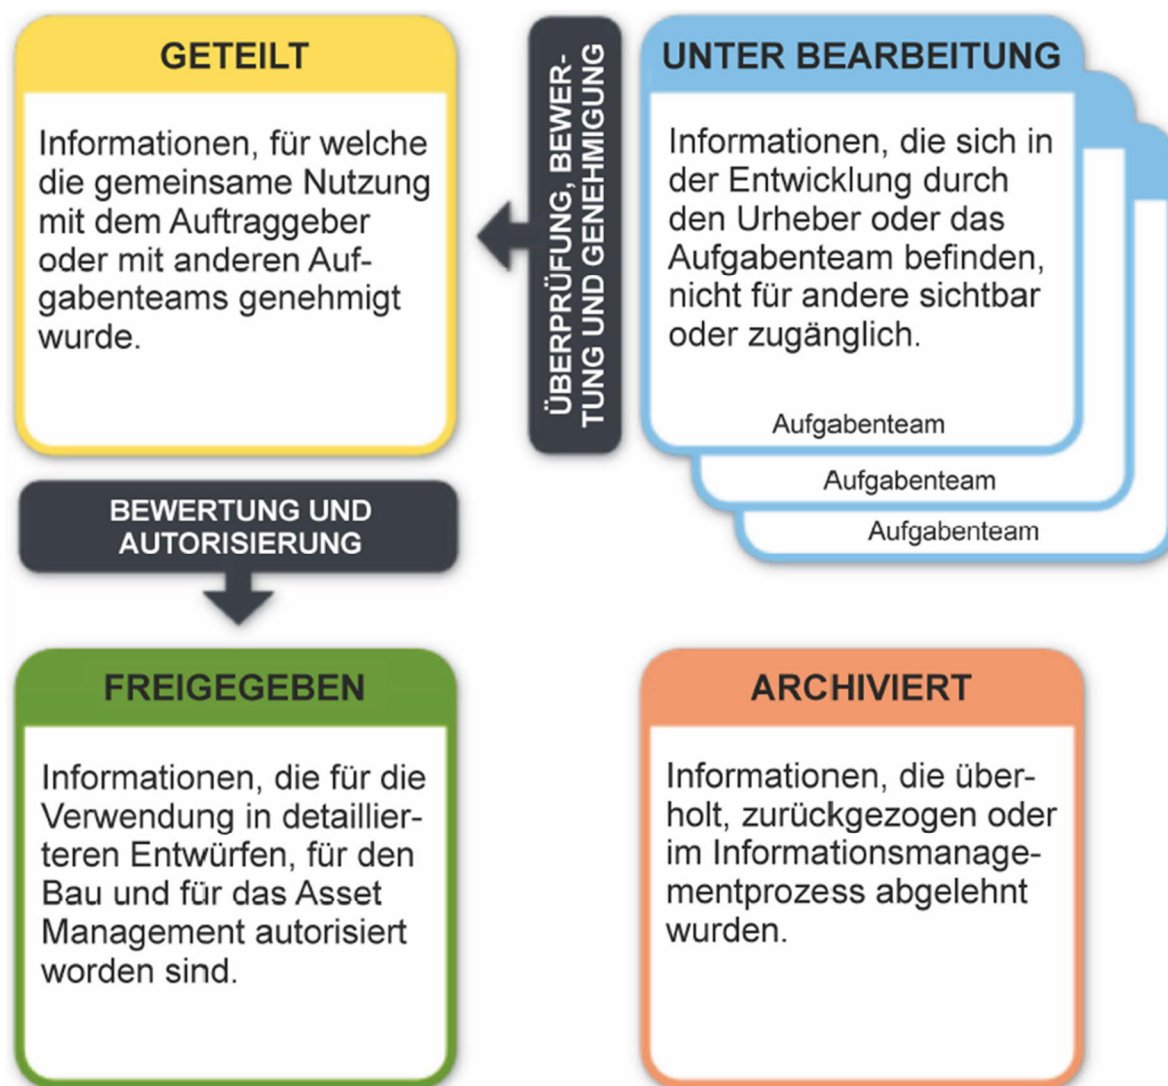 GETEILT
Informationen, für welche
die gemeinsame Nutzung
mit dem Auftraggeber
oder mit anderen Auf-
gabenteams genehmigt
wurde.
ÜBERPRÜFUNG, BEWER-
TUNG UND GENEHMIGUNG
UNTER BEARBEITUNG
Informationen, die sich in
der Entwicklung durch
den Urheber oder das
Aufgabenteam befinden,
nicht für andere sichtbar
oder zugänglich.
Aufgabenteam
Aufgabenteam
Aufgabenteam
BEWERTUNG UND
AUTORISIERUNG
FREIGEGEBEN
Informationen, die für die
Verwendung in detaillier-
teren Entwürfen, für den
Bau und für das Asset
Management autorisiert
worden sind.
ARCHIVIERT
Informationen, die über-
holt, zurückgezogen oder
im Informationsmanage-
mentprozess abgelehnt
wurden.